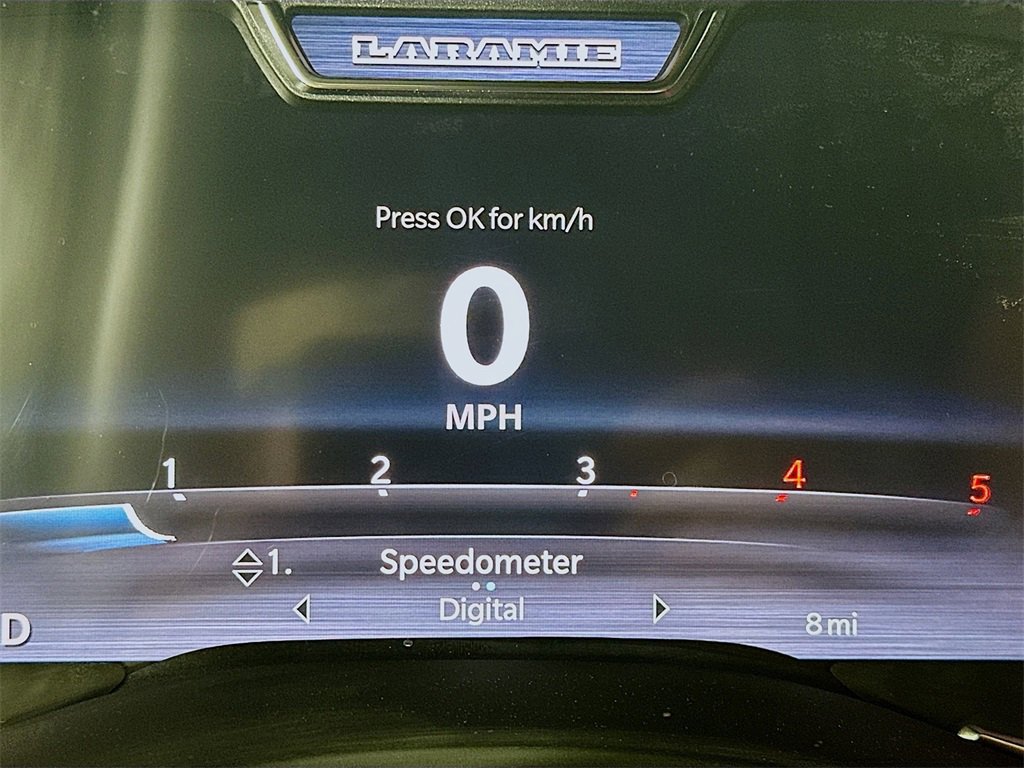 LARAMIE
Press OK for km/h
0
MPH
1 2 3 4 5
1. Speedometer
Digital
D 8 mi